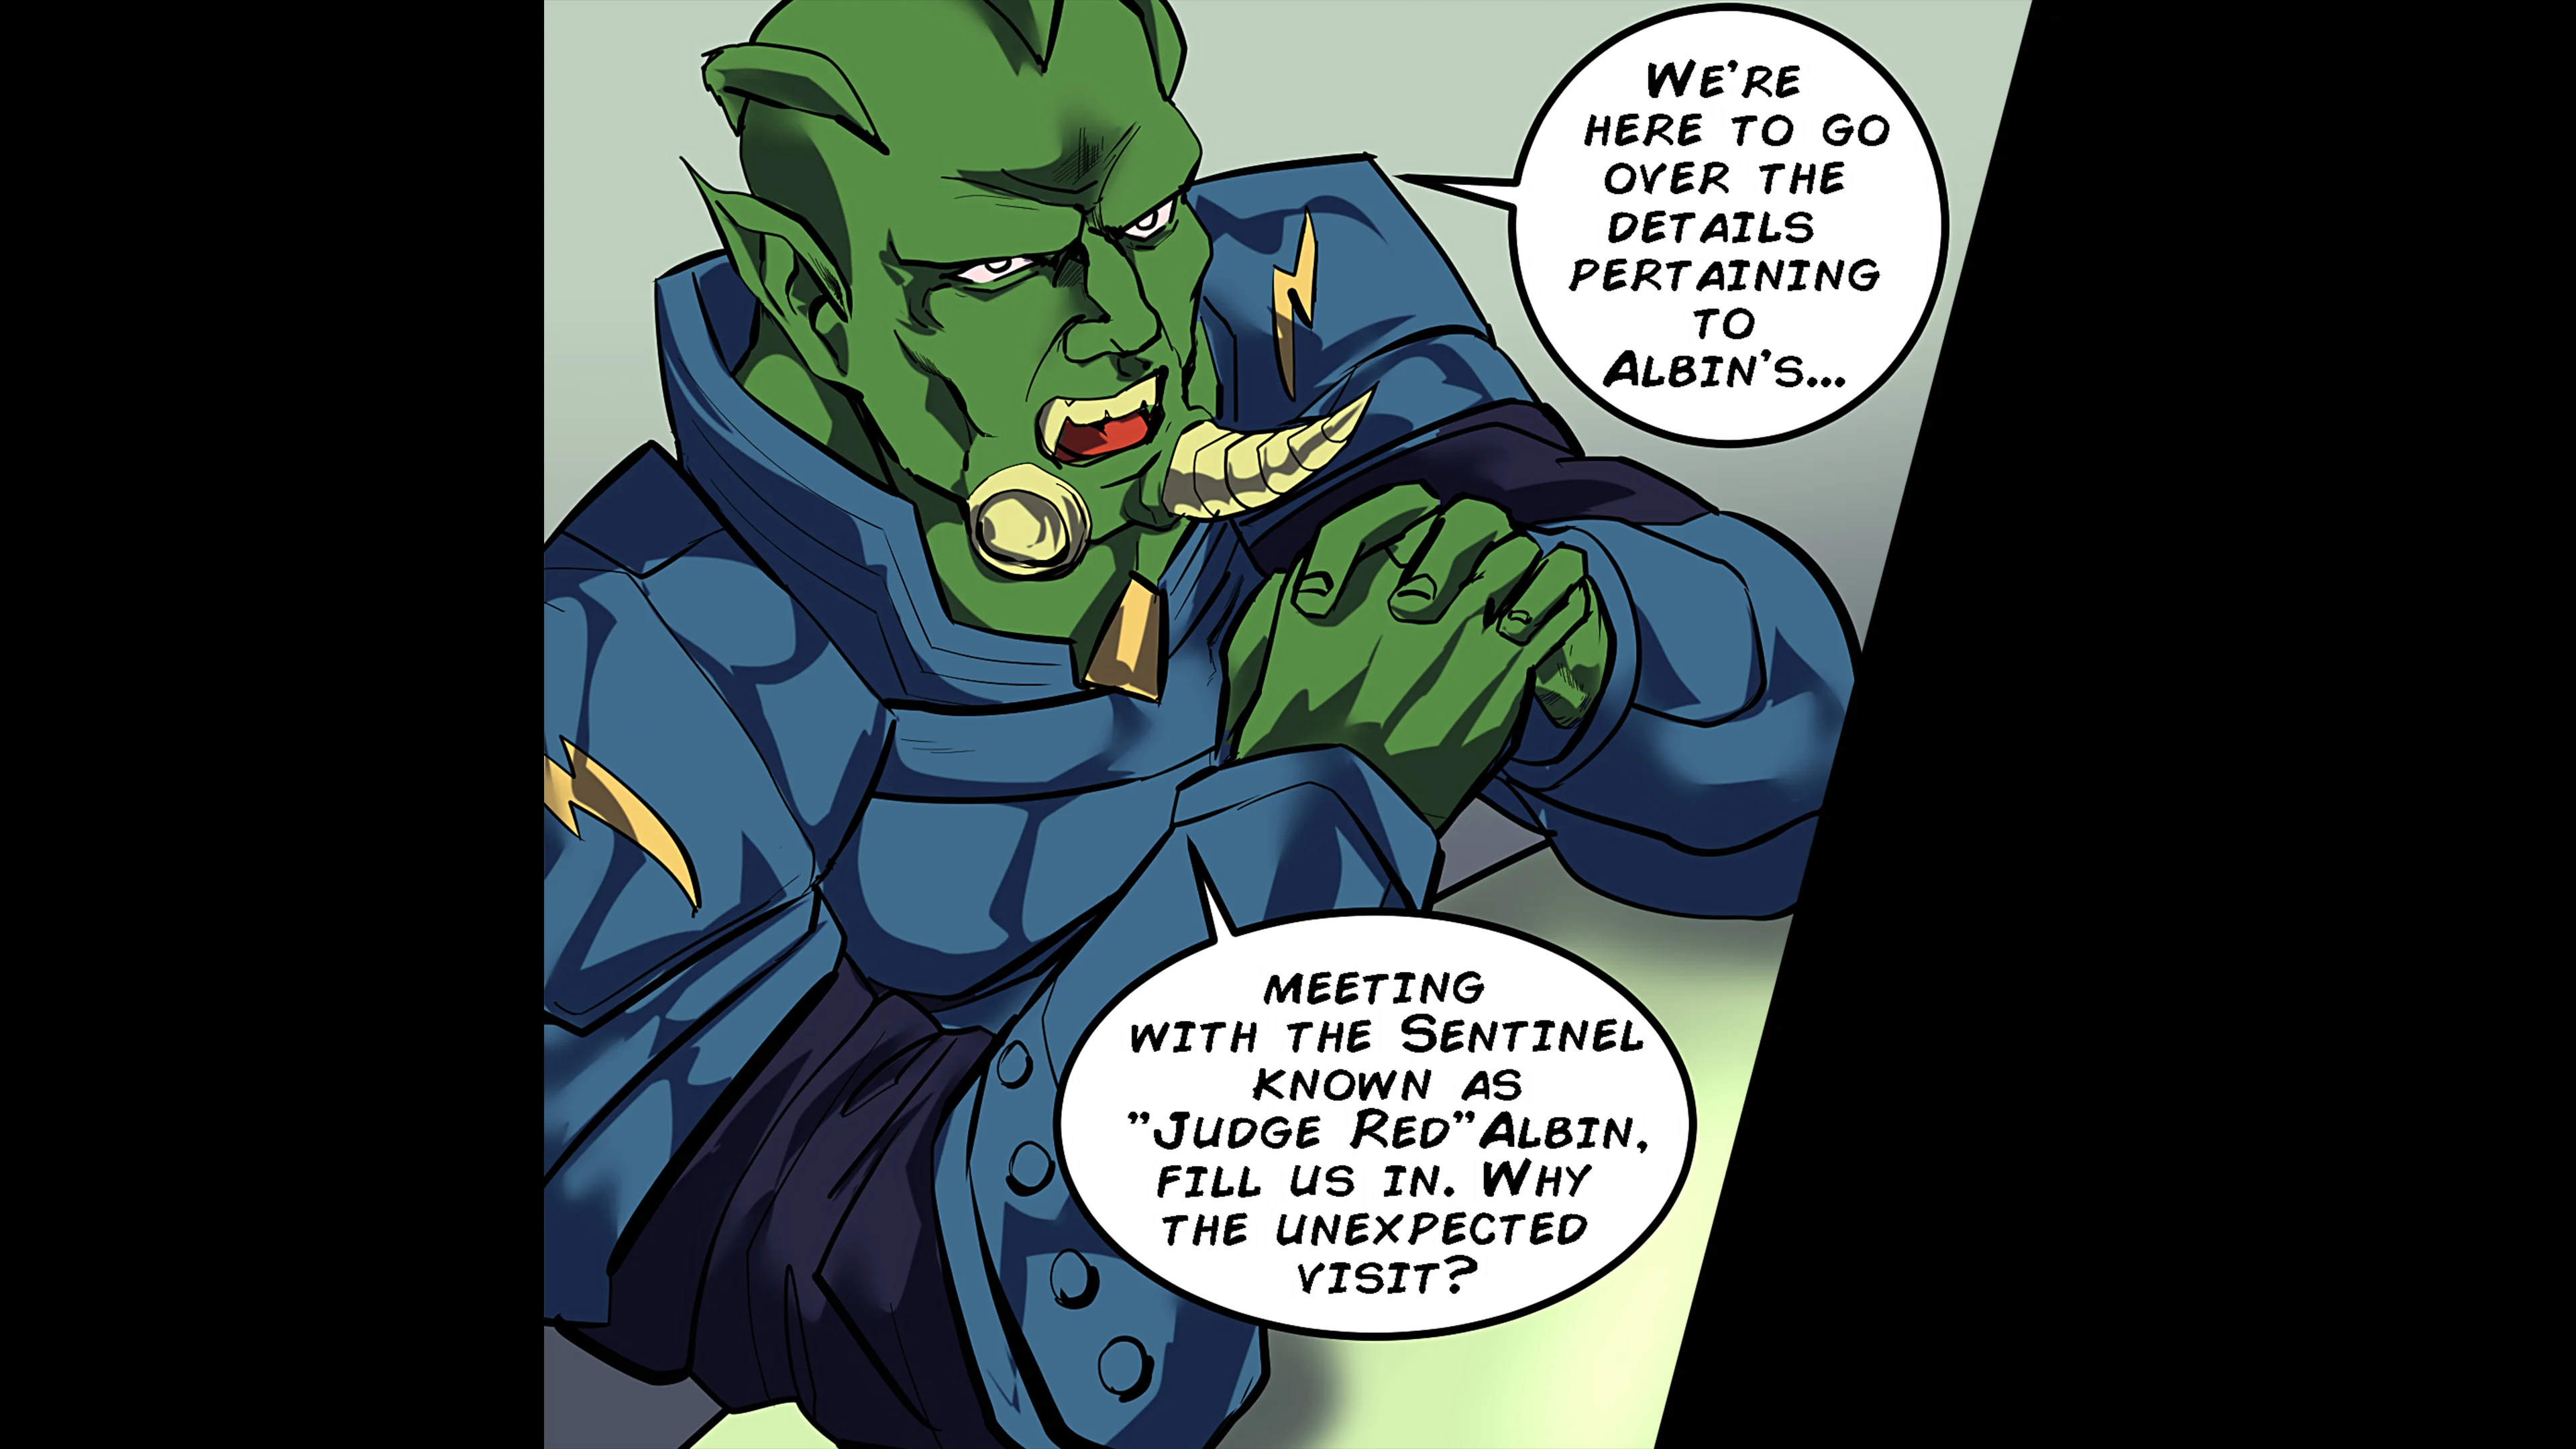 We're
here to go
over the
details
pertaining
to
Albin's...
meeting
with the Sentinel
known as
"Judge Red"Albin,
fill us in. Why
the unexpected
visit?